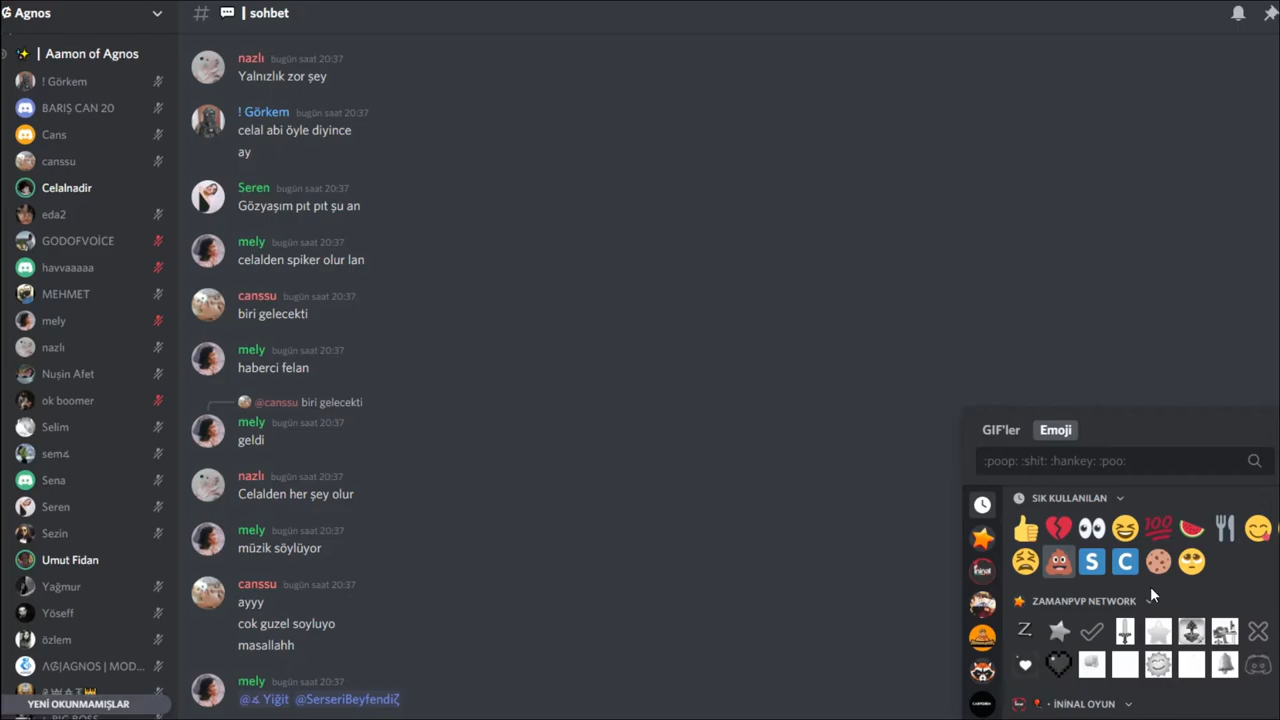 Agnos
| Aamon of Agnos
! Görkem
BARIŞ CAN 20
Cans
canssu
Celalnadir
eda2
GODOFVOİCE
havvaaaaa
MEHMET
mely
nazlı
Nuşin Afet
ok boomer
Selim
Sena
Seren
Sezin
Umut Fidan
Yağmur
Yöseff
özlem
YENİ OKUNMAMIŞLAR
# | sohbet
nazlı bugün saat 20:37
Yalnızlık zor şey
! Görkem bugün saat 20:37
celal abi öyle diyince
ay
Seren bugün saat 20:37
Gözyaşım pıt pıt şu an
mely bugün saat 20:37
celalden spiker olur lan
canssu bugün saat 20:37
biri gelecekti
mely bugün saat 20:37
haberci felan
@canssu biri gelecekti
mely bugün saat 20:37
geldi
nazlı bugün saat 20:37
Celalden her şey olur
mely bugün saat 20:37
müzik söylüyor
canssu bugün saat 20:37
ayyy
cok guzel soyluyo
masallahh
mely bugün saat 20:37
Yiğit
GIF'ler Emoji
:poop: :shit: :hankey: :poo:
SIK KULLANILAN
ZAMANPVP NETWORK
İNİNAL OYUN